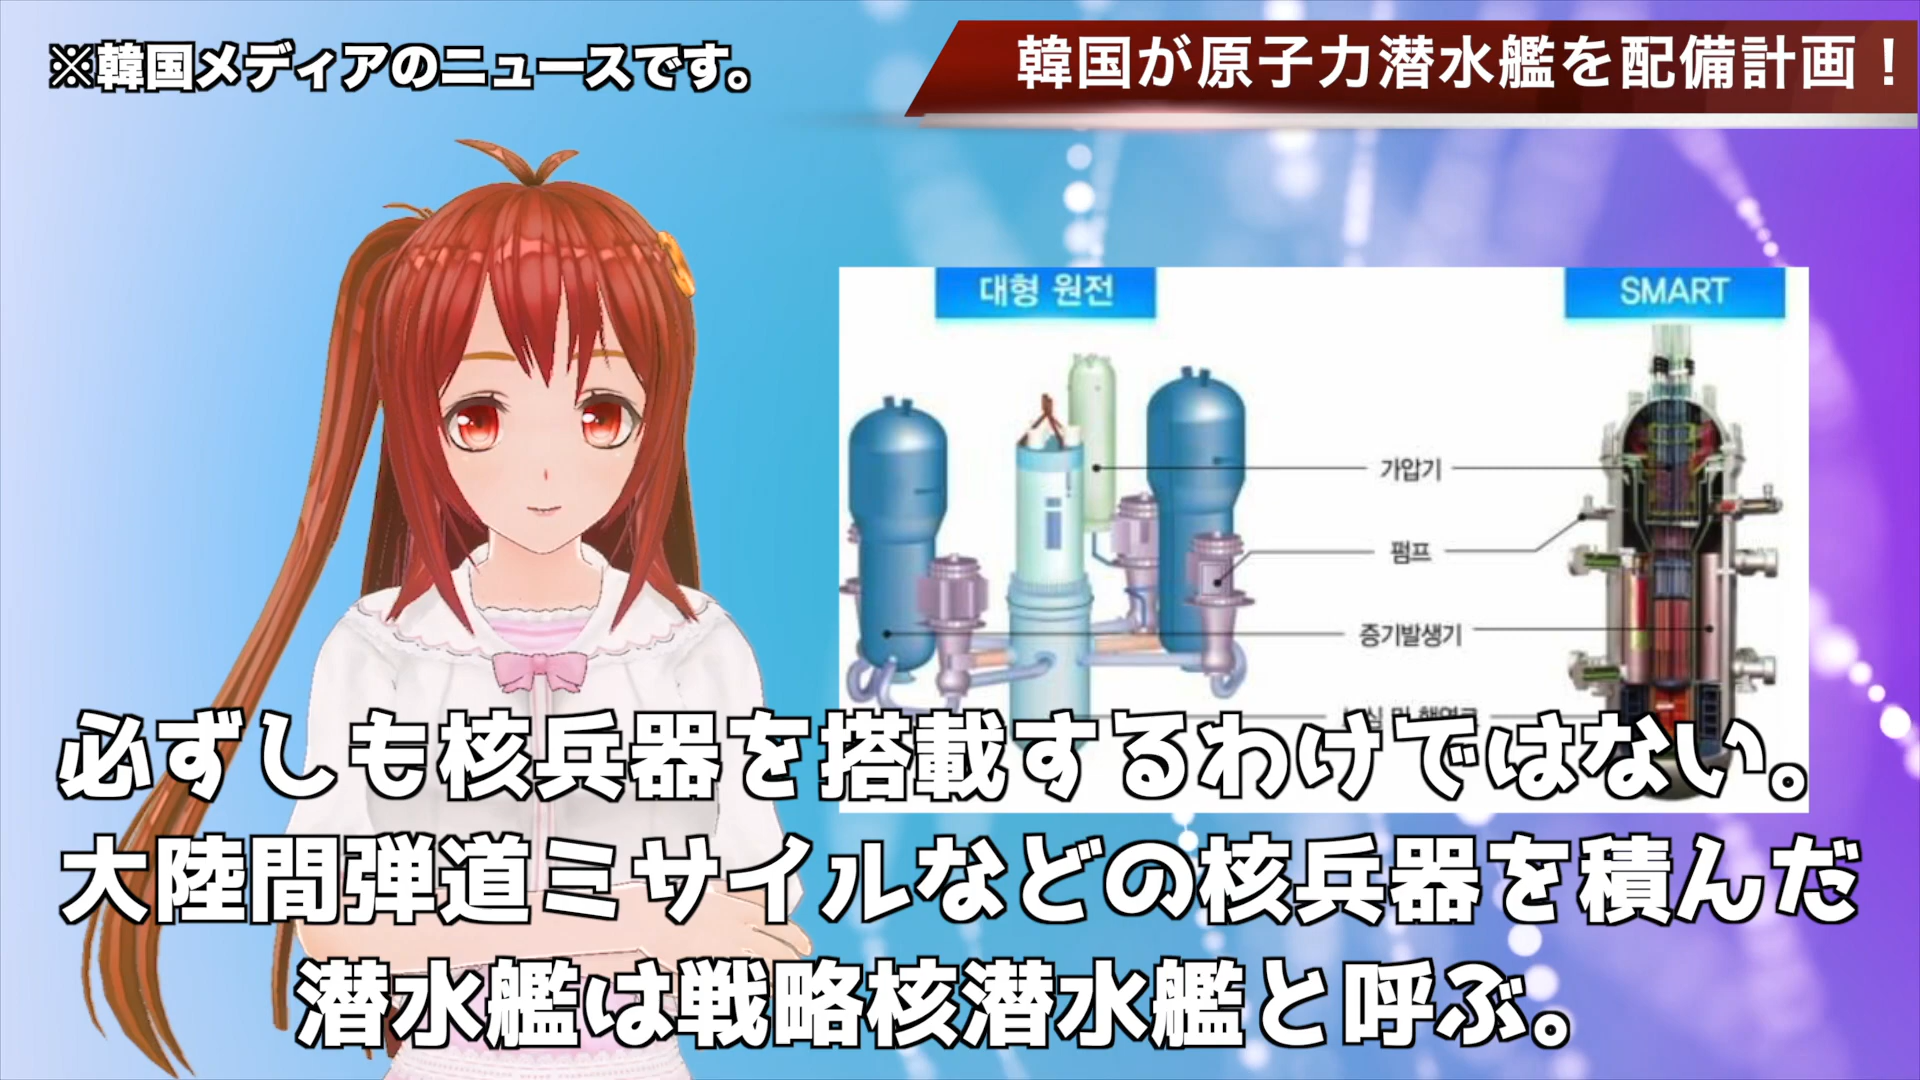 ※韓国メディアのニュースです。
韓国が原子力潜水艦を配備計画！
대형 원전
SMART
가압기
펌프
증기발생기
必ずしも核兵器を搭載するわけではない。
大陸間弾道ミサイルなどの核兵器を積んだ
潜水艦は戦略核潜水艦と呼ぶ。